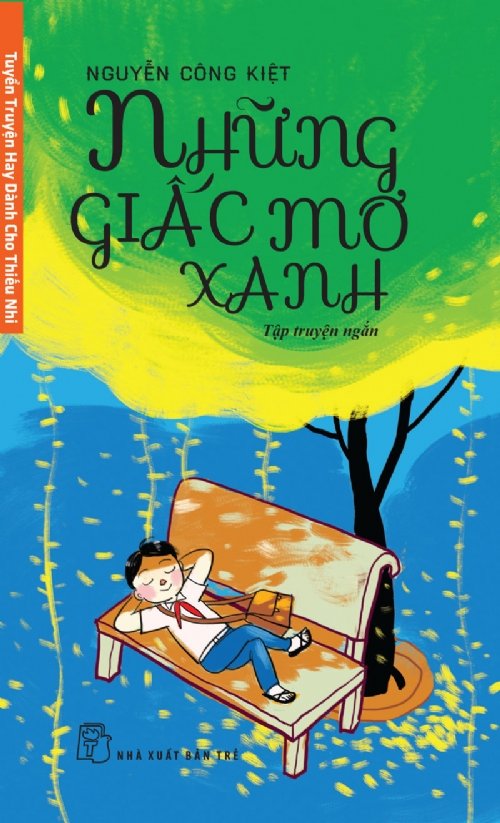 NGUYỄN CÔNG KIỆT
NHỮNG
GIẤC MƠ
XANH
Tập truyện ngắn
Tuyển Truyện Hay Dành Cho Thiếu Nhi
NHÀ XUẤT BẢN TRẺ